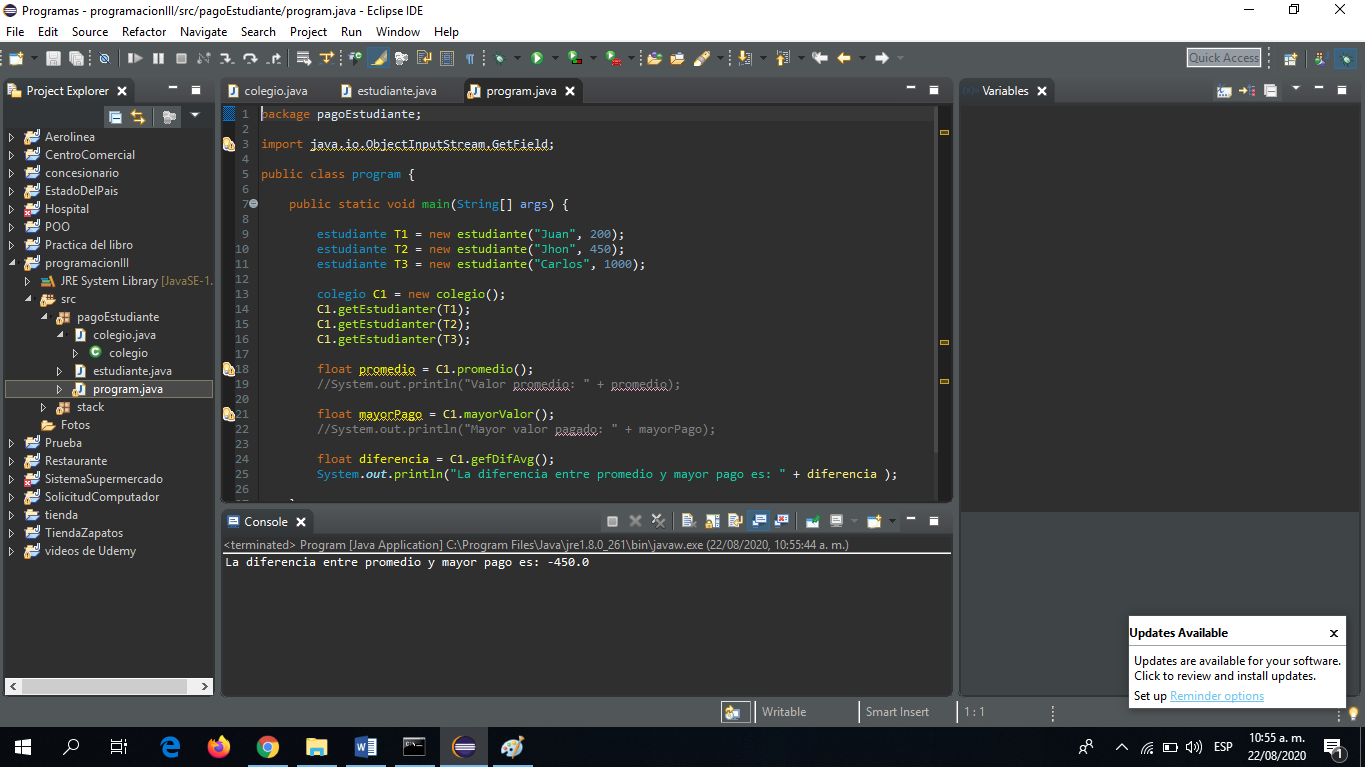 Programas - programacionIII/src/pagoEstudiante/program.java - Eclipse IDE
File Edit Source Refactor Navigate Search Project Run Window Help
Quick Access
Project Explorer
Aerolinea
CentroComercial
concesionario
EstadoDelPais
Hospital
POO
Practica del libro
programacionIII
JRE System Library [JavaSE-1.
src
pagoEstudiante
colegio.java
colegio
estudiante.java
program.java
stack
Fotos
Prueba
Restaurante
SistemaSupermercado
SolicitudComputador
tienda
TiendaZapatos
videos de Udemy
colegio.java estudiante.java program.java
1 package pagoEstudiante;
2
3 import java.io.ObjectInputStream.GetField;
4
5 public class program {
6
7 public static void main(String[] args) {
8
9 estudiante T1 = new estudiante("Juan", 200);
10 estudiante T2 = new estudiante("Jhon", 450);
11 estudiante T3 = new estudiante("Carlos", 1000);
12
13 colegio C1 = new colegio();
14 C1.getEstudianter(T1);
15 C1.getEstudianter(T2);
16 C1.getEstudianter(T3);
17
18 float promedio = C1.promedio();
19 //System.out.println("Valor promedio: " + promedio);
20
21 float mayorPago = C1.mayorValor();
22 //System.out.println("Mayor valor pagado: " + mayorPago);
23
24 float diferencia = C1.gefDifAvg();
25 System.out.println("La diferencia entre promedio y mayor pago es: " + diferencia );
26
Console
<terminated> Program [Java Application] C:\Program Files\Java\jre1.8.0_261\bin\javaw.exe (22/08/2020, 10:55:44 a. m.)
La diferencia entre promedio y mayor pago es: -450.0
Variables
Updates Available
Updates are available for your software.
Click to review and install updates.
Set up Reminder options
Writable Smart Insert 1 : 1
ESP
10:55 a. m.
22/08/2020
1